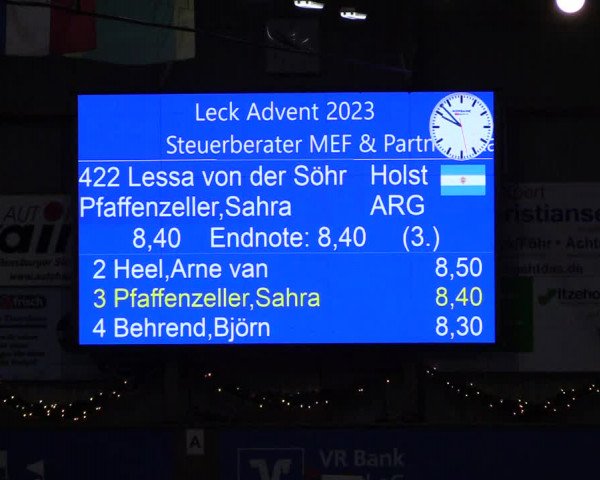 Leck Advent 2023
Steuerberater MEF & Partn
422 Lessa von der Söhr Holst
Pfaffenzeller,Sahra ARG
8,40 Endnote: 8,40 (3.)
2 Heel,Arne van 8,50
3 Pfaffenzeller,Sahra 8,40
4 Behrend,Björn 8,30
A
VR Bank